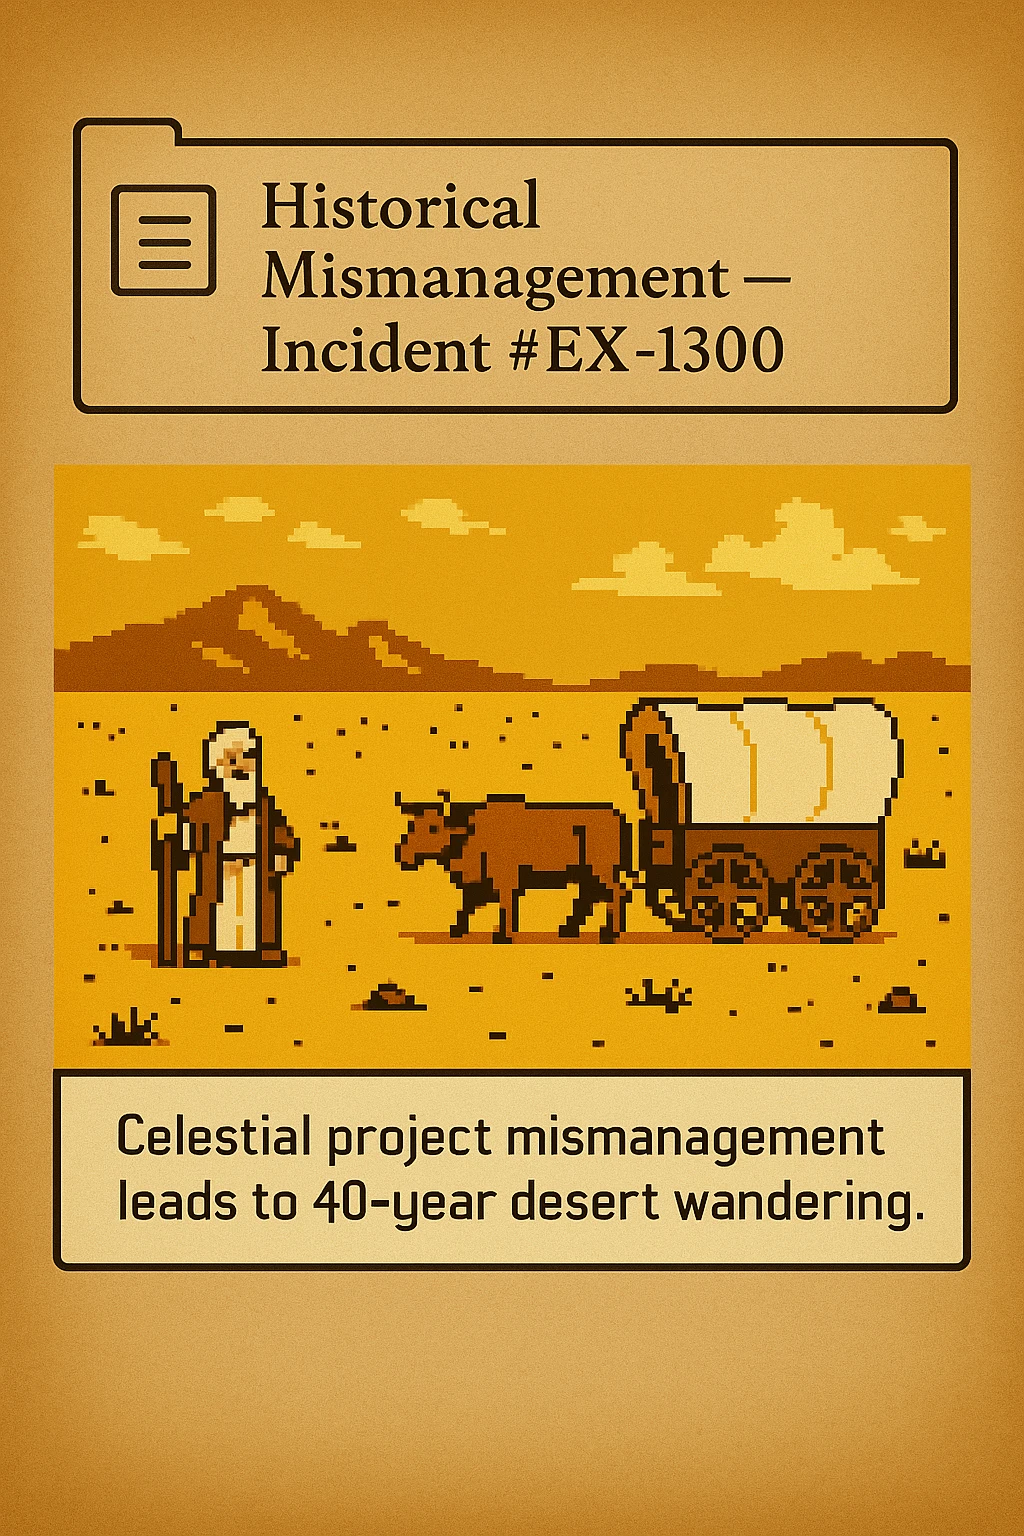 Historical
Mismanagement —
Incident #EX-1300
Celestial project mismanagement
leads to 40-year desert wandering.